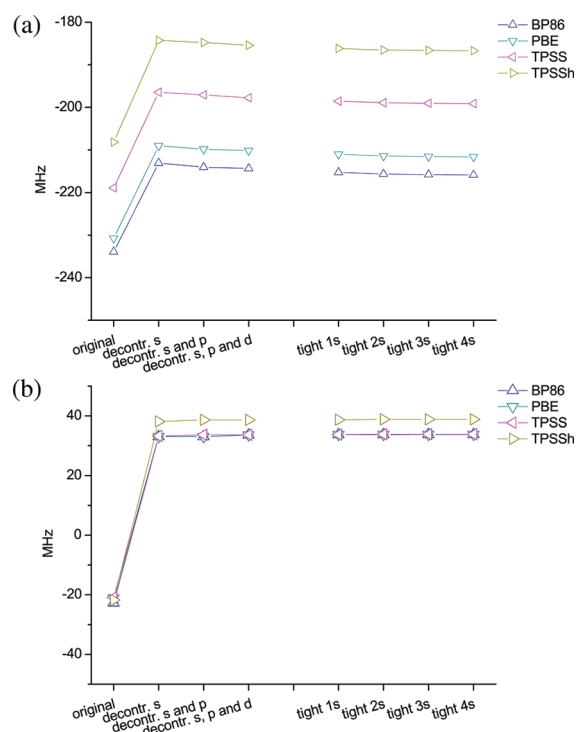 (a)
-180
-200
-220
-240
MHz
BP86
PBE
TPSS
TPSSh
original
decontr. s
decontr. s and p
decontr. s, p and d
tight 1s
tight 2s
tight 3s
tight 4s
(b)
40
20
0
-20
-40
MHz
BP86
PBE
TPSS
TPSSh
original
decontr. s
decontr. s and p
decontr. s, p and d
tight 1s
tight 2s
tight 3s
tight 4s